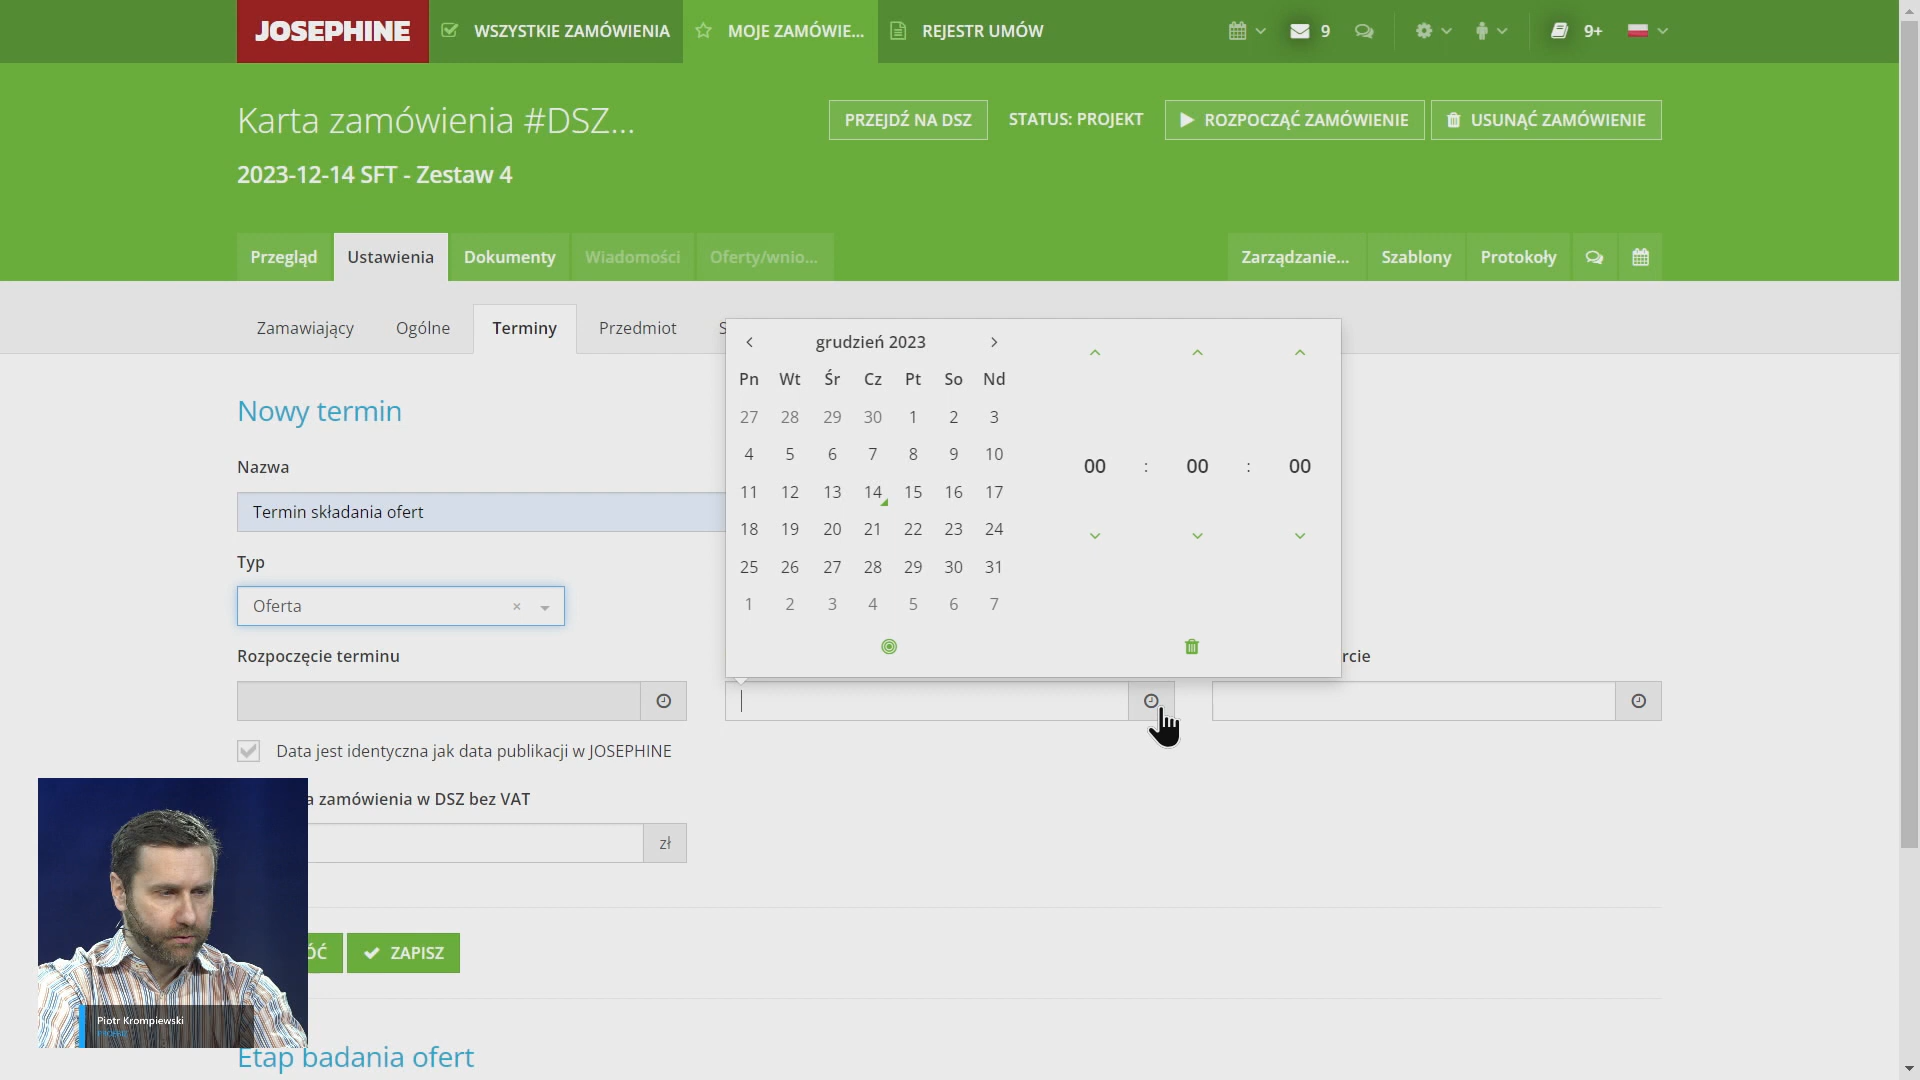 JOSEPHINE
WSZYSTKIE ZAMÓWIENIA
MOJE ZAMÓWIE...
REJESTR UMÓW
9
9+
Karta zamówienia #DSZ...
PRZEJDŹ NA DSZ
STATUS: PROJEKT
ROZPOCZĄĆ ZAMÓWIENIE
USUNĄĆ ZAMÓWIENIE
2023-12-14 SFT - Zestaw 4
Przegląd
Ustawienia
Dokumenty
Wiadomości
Oferty/wnio...
Zarządzanie...
Szablony
Protokoły
Zamawiający
Ogólne
Terminy
Przedmiot
S
grudzień 2023
Pn Wt Śr Cz Pt So Nd
27 28 29 30 1 2 3
4 5 6 7 8 9 10
11 12 13 14 15 16 17
18 19 20 21 22 23 24
25 26 27 28 29 30 31
1 2 3 4 5 6 7
00 : 00 : 00
Nowy termin
Nazwa
Termin składania ofert
Typ
Oferta
Rozpoczęcie terminu
rcie
Data jest identyczna jak data publikacji w JOSEPHINE
a zamówienia w DSZ bez VAT
zł
ÓĆ
ZAPISZ
Piotr Krompiewski
Etap badania ofert